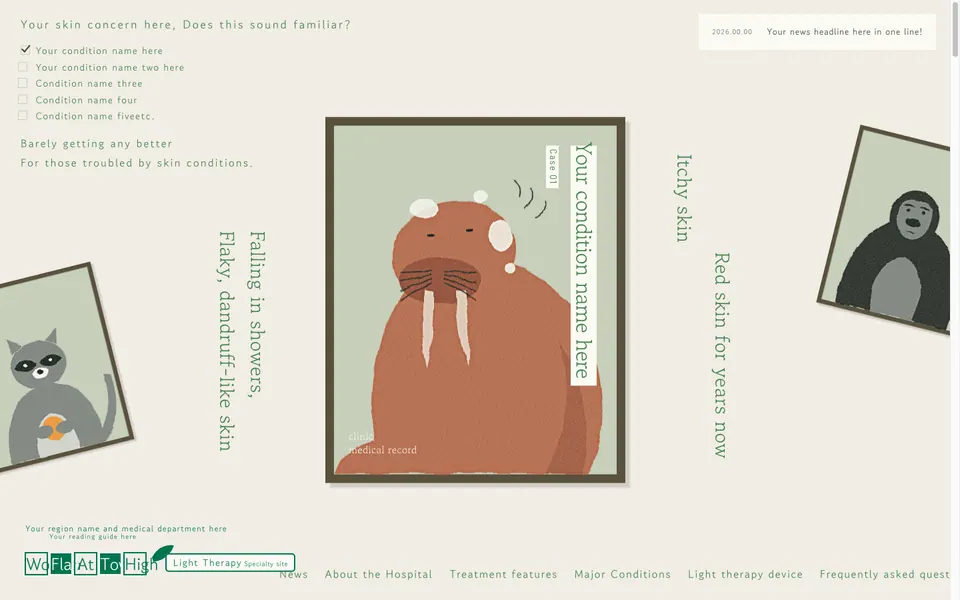 Your skin concern here, Does this sound familiar?
Your condition name here
Your condition name two here
Condition name three
Condition name four
Condition name fiveetc.
Barely getting any better
For those troubled by skin conditions.
2026.00.00 Your news headline here in one line!
Case 01
Your condition name here
clinic
medical record
Itchy skin
Red skin for years now
Falling in showers,
Flaky, dandruff-like skin
Your region name and medical department here
Your reading guide here
Wo Fla At To High
Light Therapy Specialty site
News About the Hospital Treatment features Major Conditions Light therapy device Frequently asked quest